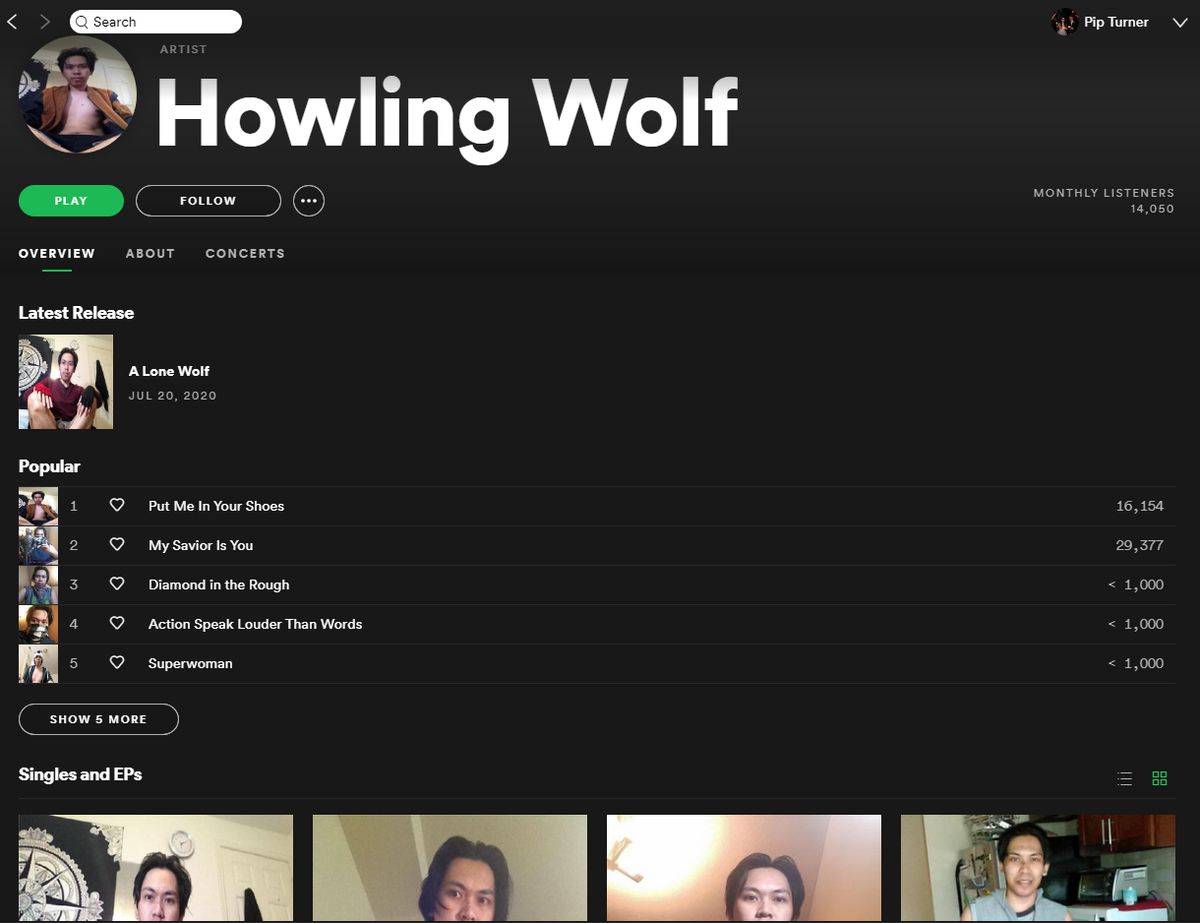 Search
Pip Turner
ARTIST
Howling Wolf
PLAY
FOLLOW
MONTHLY LISTENERS
14,050
OVERVIEW
ABOUT
CONCERTS
Latest Release
A Lone Wolf
JUL 20, 2020
Popular
1 Put Me In Your Shoes 16,154
2 My Savior Is You 29,377
3 Diamond in the Rough < 1,000
4 Action Speak Louder Than Words < 1,000
5 Superwoman < 1,000
SHOW 5 MORE
Singles and EPs